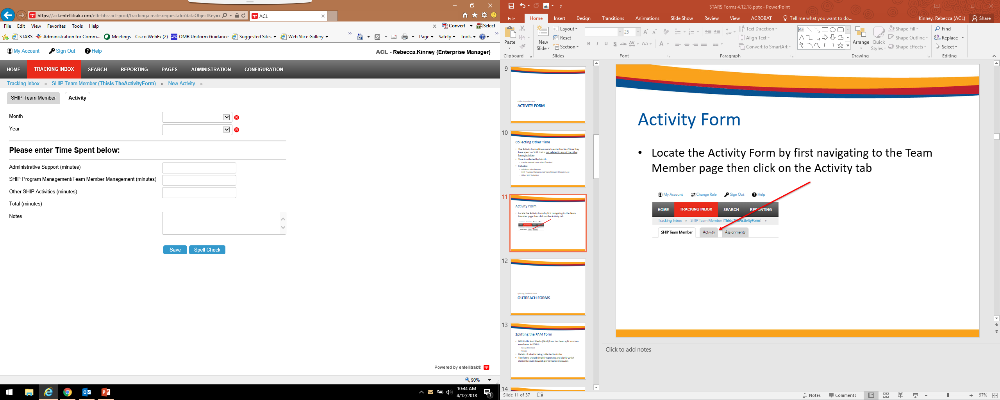 https://acl.entellitrak.com/etk-hhs-acl-prod/tracking.create.request.do?dataObjectKey=
ACL
File Edit View Favorites Tools Help
Convert Select
STARS Administration for Comm... Meetings - Cisco WebEx (2) OMB Uniform Guidance Suggested Sites Web Slice Gallery Page Safety Tools
My Account Sign Out Help
ACL - Rebecca.Kinney (Enterprise Manager)
HOME TRACKING INBOX SEARCH REPORTING PAGES ADMINISTRATION CONFIGURATION
Tracking Inbox » SHIP Team Member (ThisIs TheActivityForm) » New Activity »
SHIP Team Member Activity
Month
Year
Please enter Time Spent below:
Administrative Support (minutes)
SHIP Program Management/Team Member Management (minutes)
Other SHIP Activities (minutes)
Total (minutes)
Notes
Save Spell Check
Powered by entellitrak®
90%
10:44 AM
4/12/2018
STARS Forms 4.12.18.pptx - PowerPoint
File Home Insert Design Transitions Animations Slide Show Review View ACROBAT Tell me what you want to do... Kinney, Rebecca (ACL) Share
Paste
New Slide
Layout
Reset
Section
25
B I U S abc AV Aa A
Text Direction
Align Text
Convert to SmartArt
Arrange
Quick Styles
Shape Fill
Shape Outline
Shape Effects
Find
Replace
Select
Clipboard Slides Font Paragraph Drawing Editing
9
Collecting other time
ACTIVITY FORM
10
Collecting Other Time
• The Activity Form allows users to enter blocks of time they
have spent on SHIP that is not related to any of the other
forms/activities
• Time is collected by Month
– Can be entered more often if desired
• Includes:
– Administrative Support
– SHIP Program Management/Team Member Management
– Other SHIP Activities
11
Activity Form
• Locate the Activity Form by first navigating to the Team
Member page then click on the Activity tab
12
Splitting the PAM Form
OUTREACH FORMS
13
Splitting the PAM Form
• NPR Public And Media (PAM) form has been split into two
new forms in STARS:
– Group Outreach
– Media
• Details of what is being collected is similar
• Two forms should simplify reporting and clarify which
elements count towards performance measures
14
Activity Form
• Locate the Activity Form by first navigating to the Team
Member page then click on the Activity tab
My Account Change Role Sign Out Help
HOME TRACKING INBOX SEARCH REPORTING
Tracking Inbox » SHIP Team Member (ThisIs TheActivityForm) »
SHIP Team Member Activity Assignments
Click to add notes
Slide 11 of 37
Notes Comments 97%